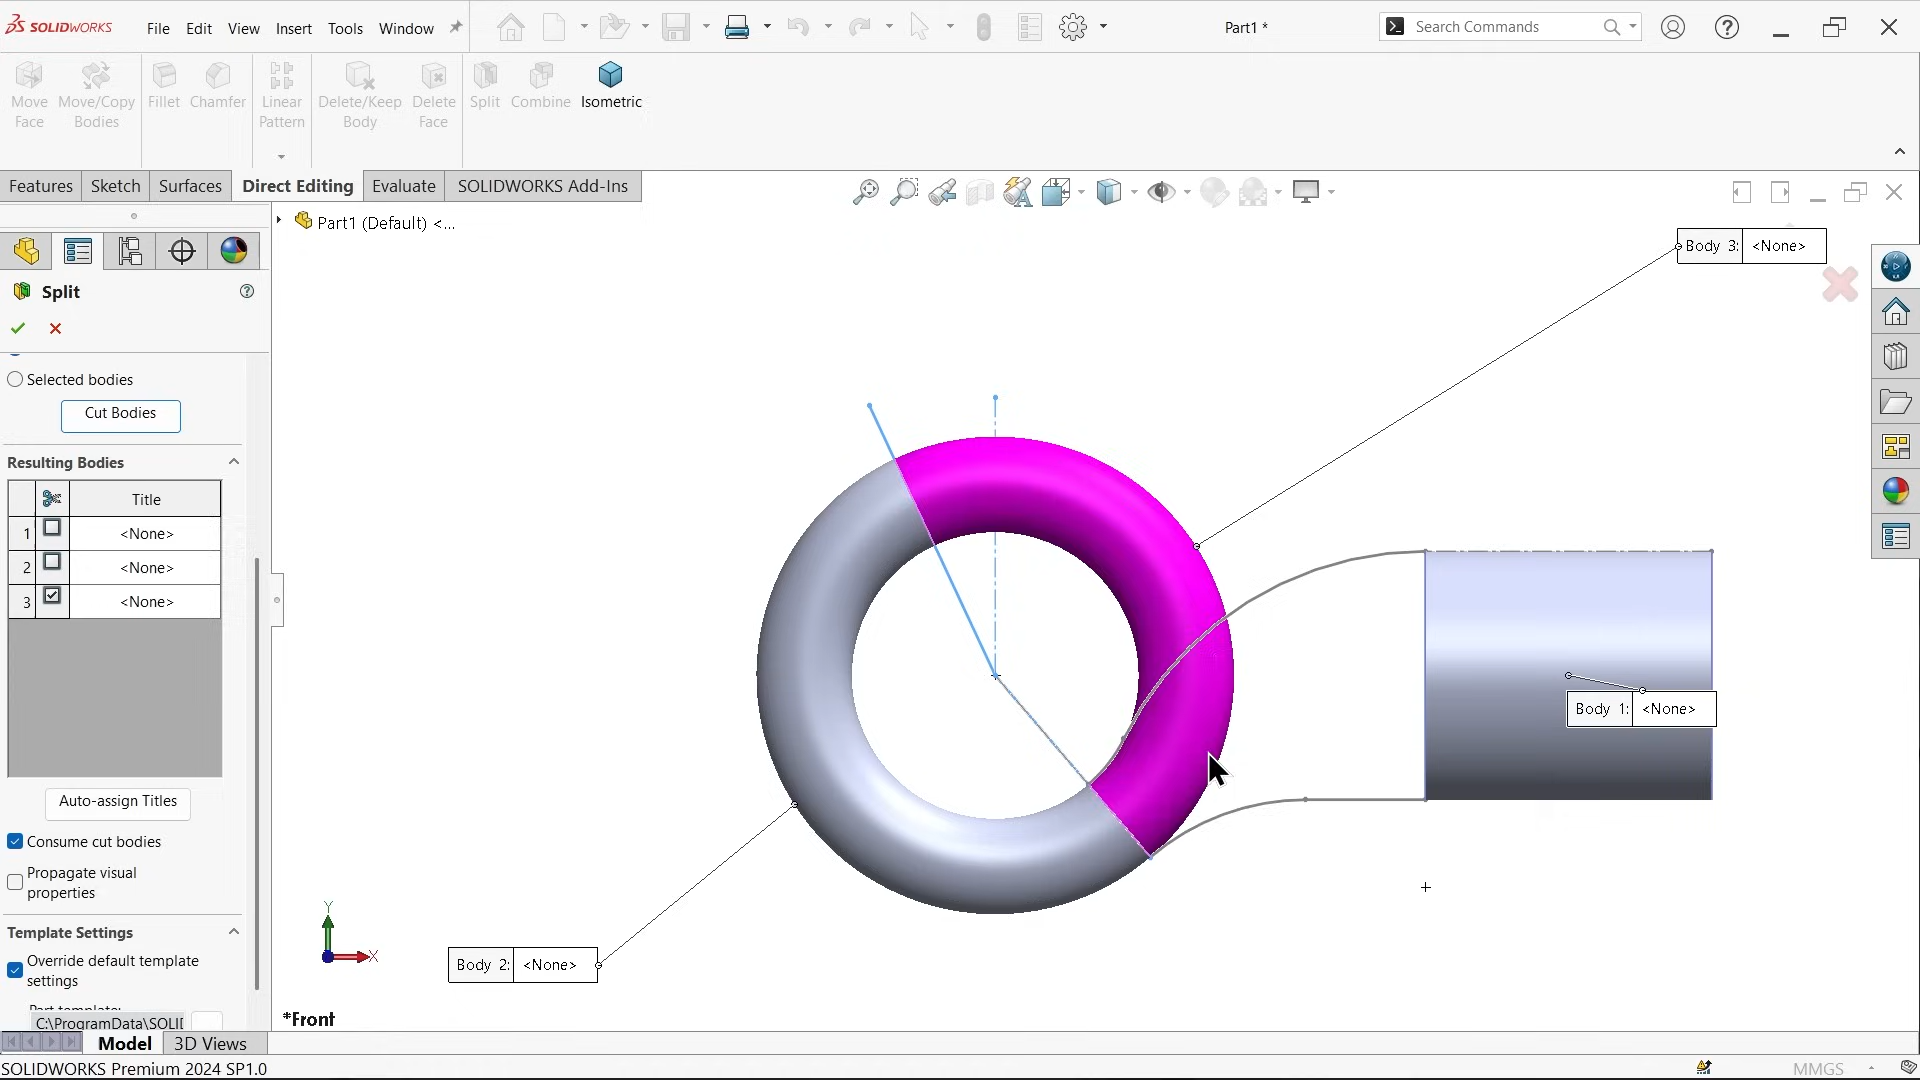 SOLIDWORKS File Edit View Insert Tools Window
Part1 *
Search Commands
Move Face
Move/Copy Bodies
Fillet
Chamfer
Linear Pattern
Delete/Keep Body
Delete Face
Split
Combine
Isometric
Features Sketch Surfaces Direct Editing Evaluate SOLIDWORKS Add-Ins
Part1 (Default) <...
Split
Selected bodies
Cut Bodies
Resulting Bodies
Title
1 <None>
2 <None>
3 <None>
Auto-assign Titles
Consume cut bodies
Propagate visual
properties
Template Settings
Override default template
settings
Part template:
C:\ProgramData\SOLI
Body 3: <None>
Body 1: <None>
Body 2: <None>
Y
X
*Front
Model 3D Views
SOLIDWORKS Premium 2024 SP1.0
MMGS